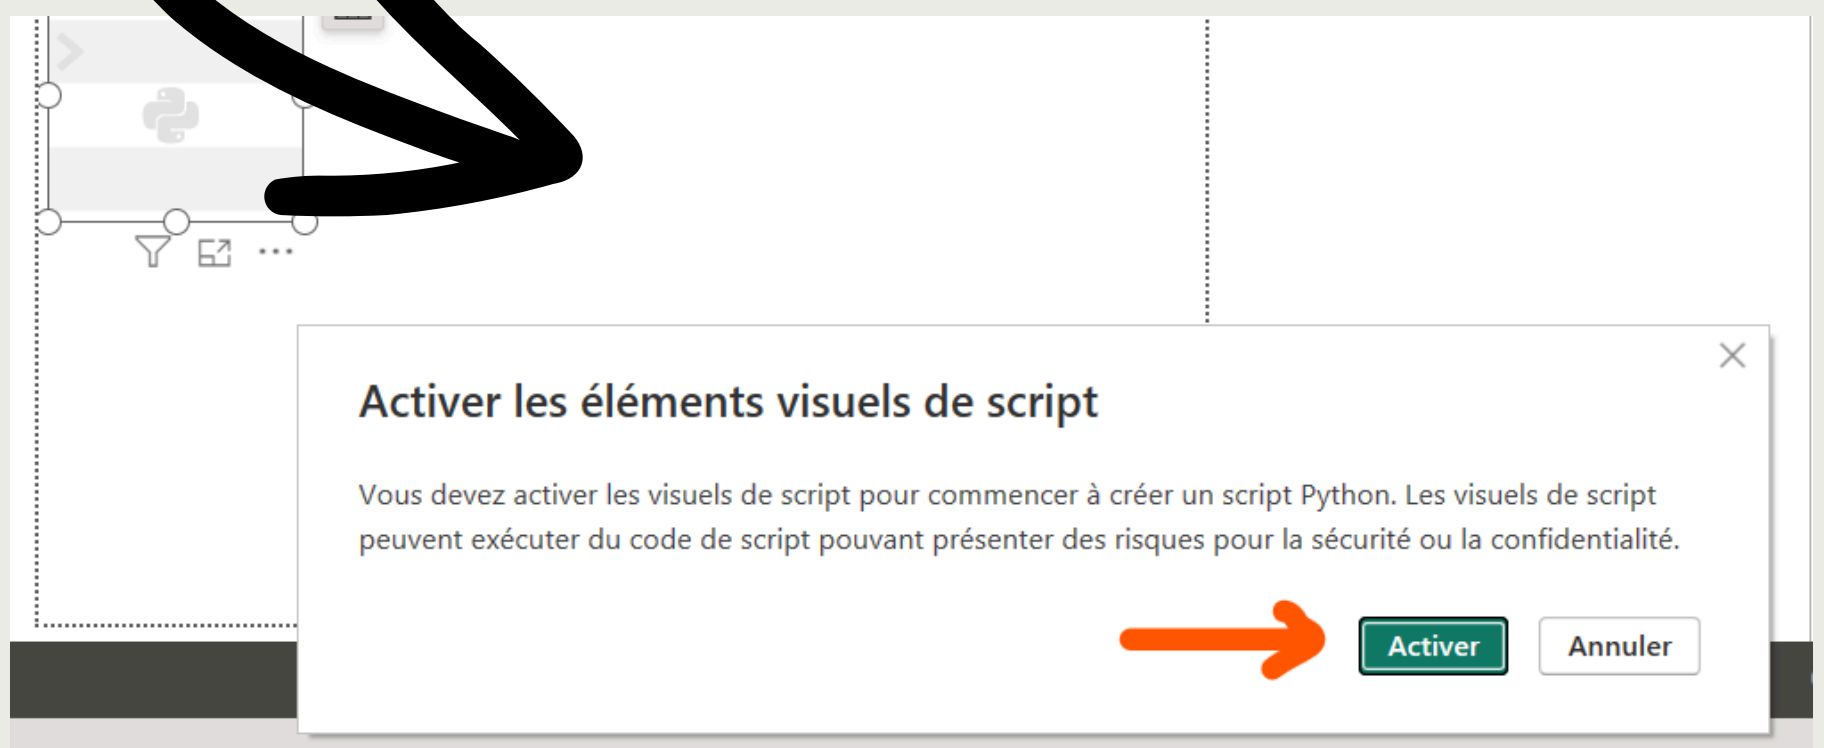 Activer les éléments visuels de script
Vous devez activer les visuels de script pour commencer à créer un script Python. Les visuels de script
peuvent exécuter du code de script pouvant présenter des risques pour la sécurité ou la confidentialité.
Activer
Annuler